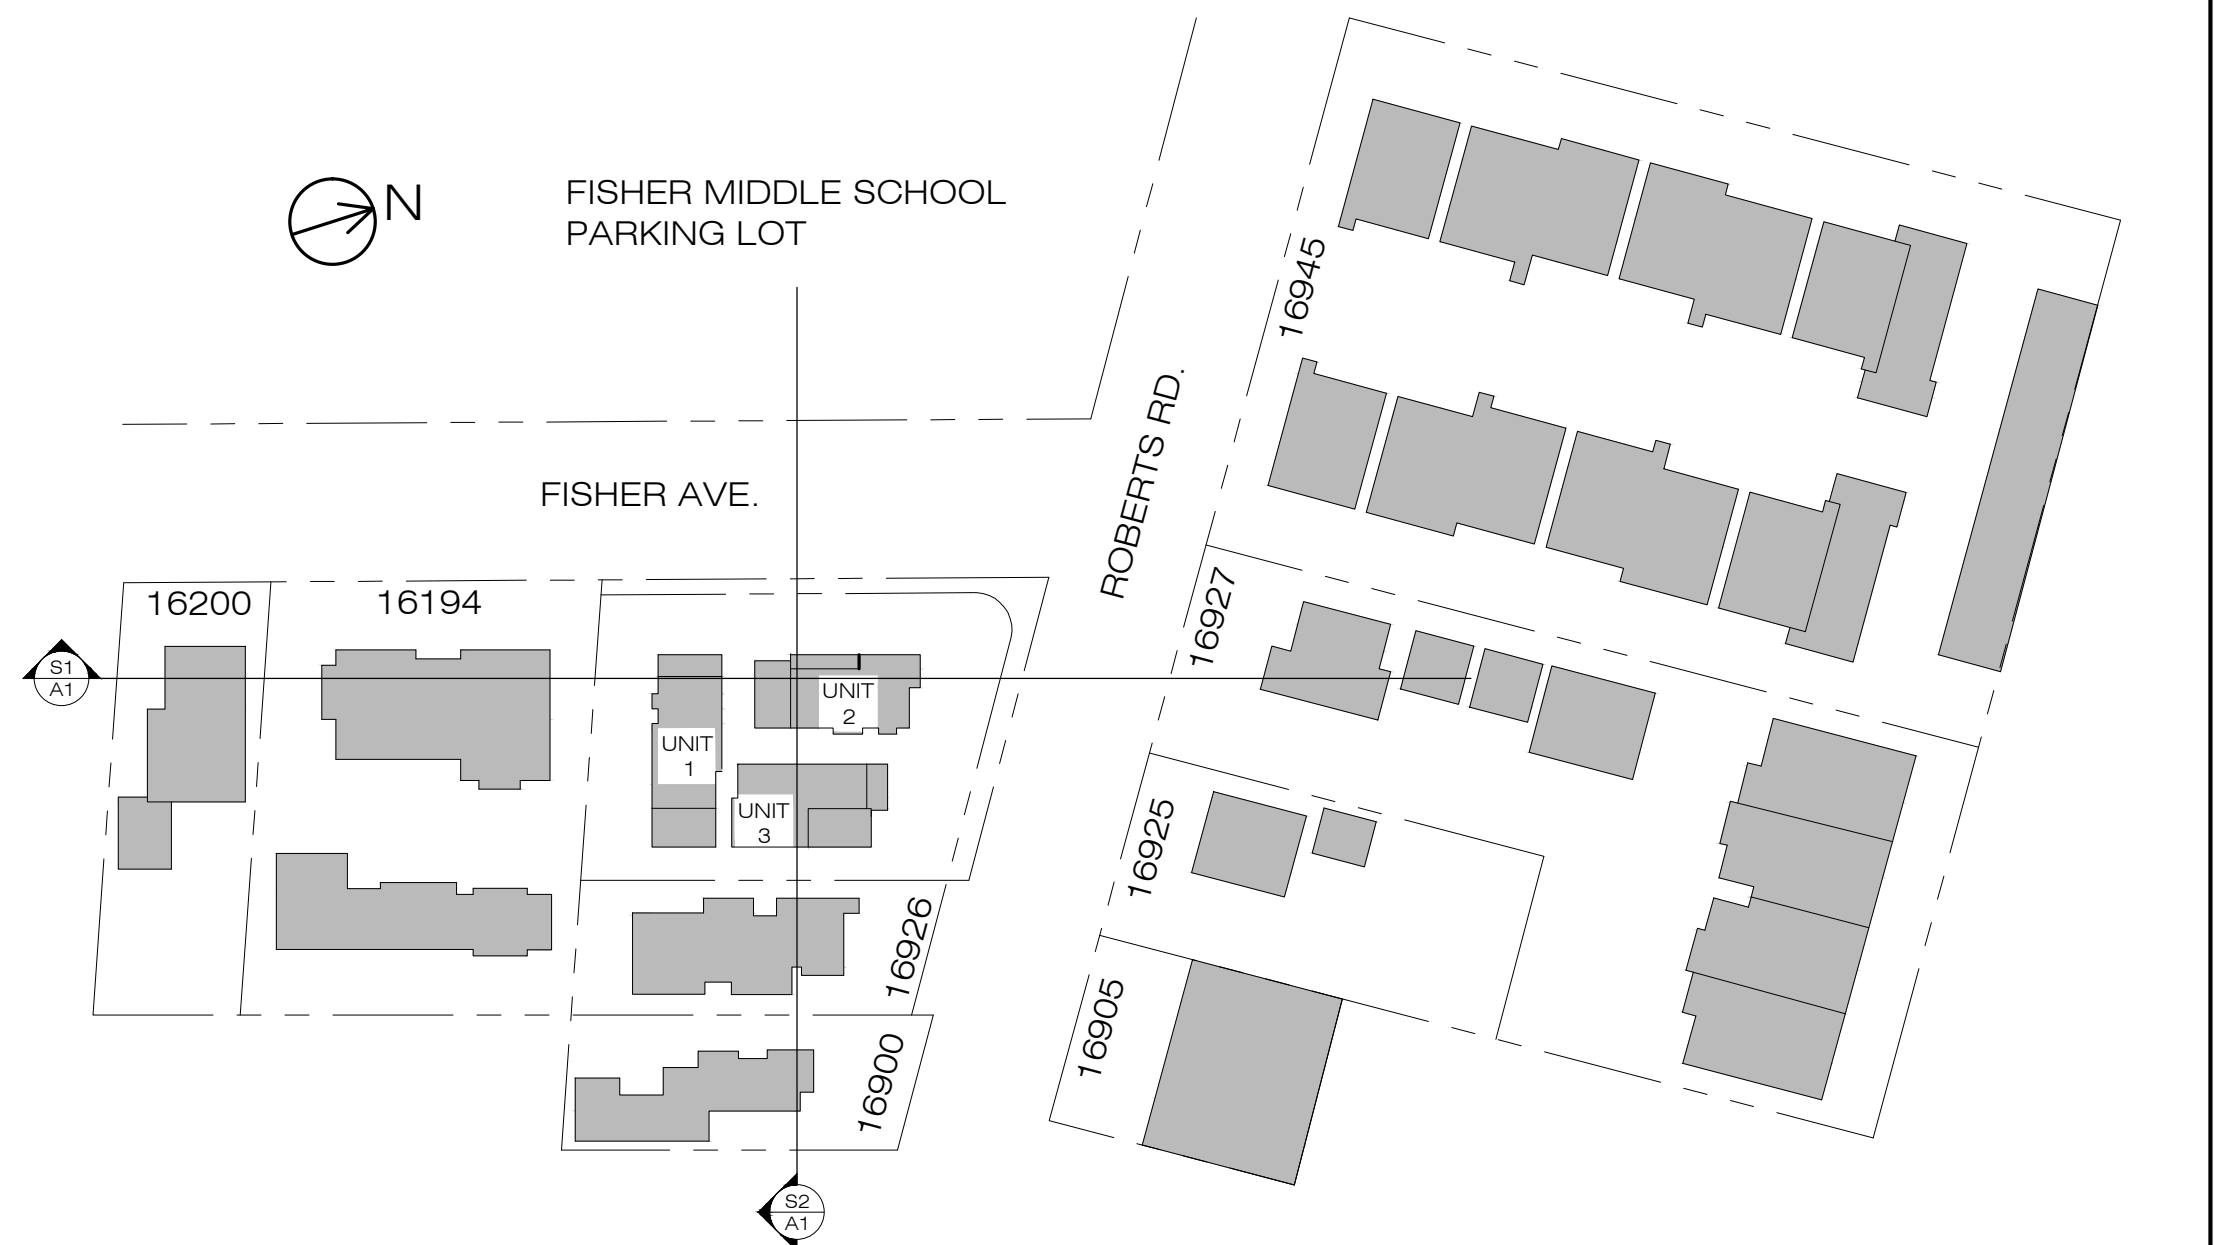 N
FISHER MIDDLE SCHOOL
PARKING LOT
16945
ROBERTS RD.
FISHER AVE.
16927
16200
16194
S1
A1
UNIT
2
UNIT
1
UNIT
3
16925
16926
16905
16900
S2
A1